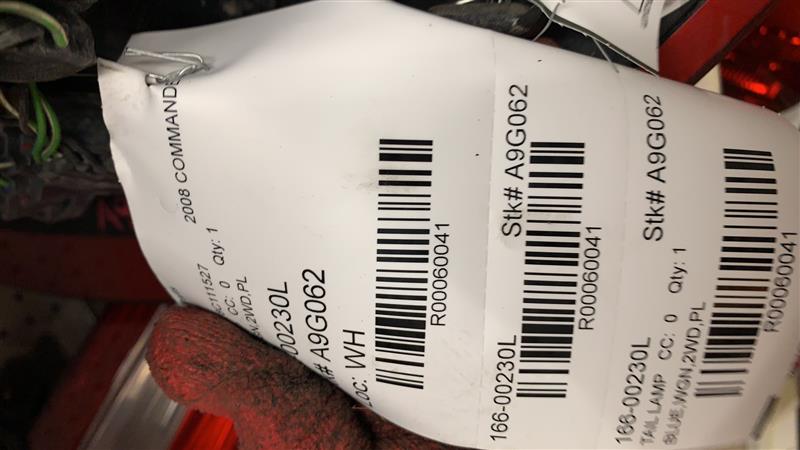 2008 COMMAND
C111527
CC: 0 Qty: 1
N,2WD,PL
00230L
# A9G062
Loc: WH
R00060041
166-00230L Stk# A9G062
R00060041
166-00230L Stk# A9G062
TAIL LAMP CC: 0 Qty: 1
BLUE,WGN,2WD,PL
R00060041